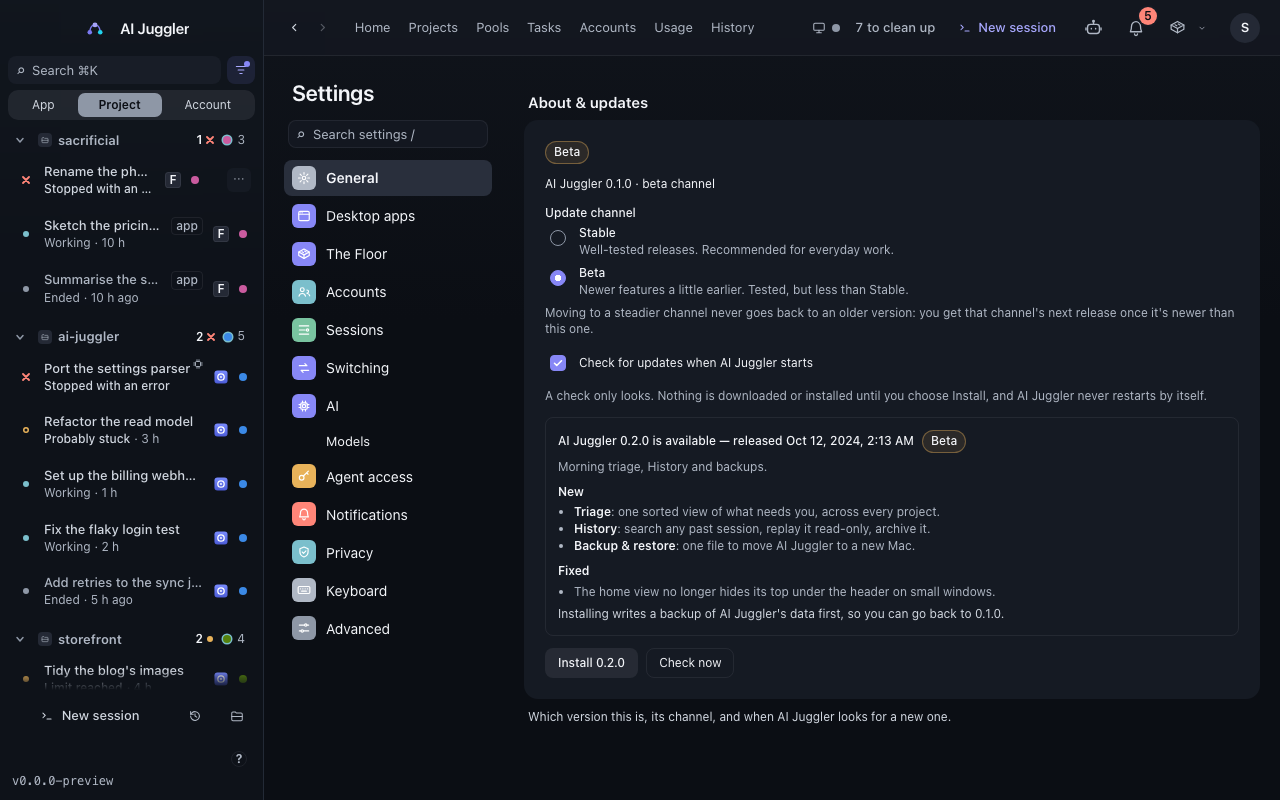 AI Juggler
Search ⌘K
App Project Account
sacrificial 1 3
Rename the ph...
Stopped with an ...
F
Sketch the pricin... app
Working · 10 h
F
Summarise the s... app
Ended · 10 h ago
F
ai-juggler 2 5
Port the settings parser
Stopped with an error
Refactor the read model
Probably stuck · 3 h
Set up the billing webh...
Working · 1 h
Fix the flaky login test
Working · 2 h
Add retries to the sync j...
Ended · 5 h ago
storefront 2 4
Tidy the blog's images
Limit reached · 4 h
New session
?
v0.0.0-preview
Home Projects Pools Tasks Accounts Usage History
7 to clean up
New session
5
S
Settings
Search settings /
General
Desktop apps
The Floor
Accounts
Sessions
Switching
AI
Models
Agent access
Notifications
Privacy
Keyboard
Advanced
About & updates
Beta
AI Juggler 0.1.0 · beta channel
Update channel
Stable
Well-tested releases. Recommended for everyday work.
Beta
Newer features a little earlier. Tested, but less than Stable.
Moving to a steadier channel never goes back to an older version: you get that channel's next release once it's newer than
this one.
Check for updates when AI Juggler starts
A check only looks. Nothing is downloaded or installed until you choose Install, and AI Juggler never restarts by itself.
AI Juggler 0.2.0 is available — released Oct 12, 2024, 2:13 AM Beta
Morning triage, History and backups.
New
• Triage: one sorted view of what needs you, across every project.
• History: search any past session, replay it read-only, archive it.
• Backup & restore: one file to move AI Juggler to a new Mac.
Fixed
• The home view no longer hides its top under the header on small windows.
Installing writes a backup of AI Juggler's data first, so you can go back to 0.1.0.
Install 0.2.0 Check now
Which version this is, its channel, and when AI Juggler looks for a new one.